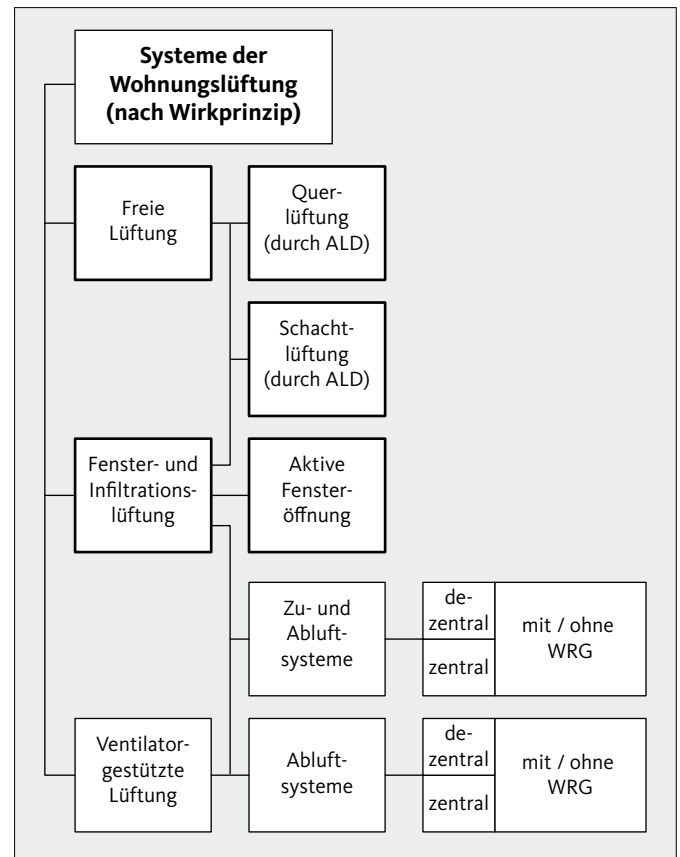 Systeme der
Wohnungslüftung
(nach Wirkprinzip)
Freie
Lüftung
Quer-
lüftung
(durch ALD)
Schacht-
lüftung
(durch ALD)
Fenster- und
Infiltrations-
lüftung
Aktive
Fenster-
öffnung
Zu- und
Abluft-
systeme
de-
zentral
zentral
mit / ohne
WRG
Ventilator-
gestützte
Lüftung
Abluft-
systeme
de-
zentral
zentral
mit / ohne
WRG